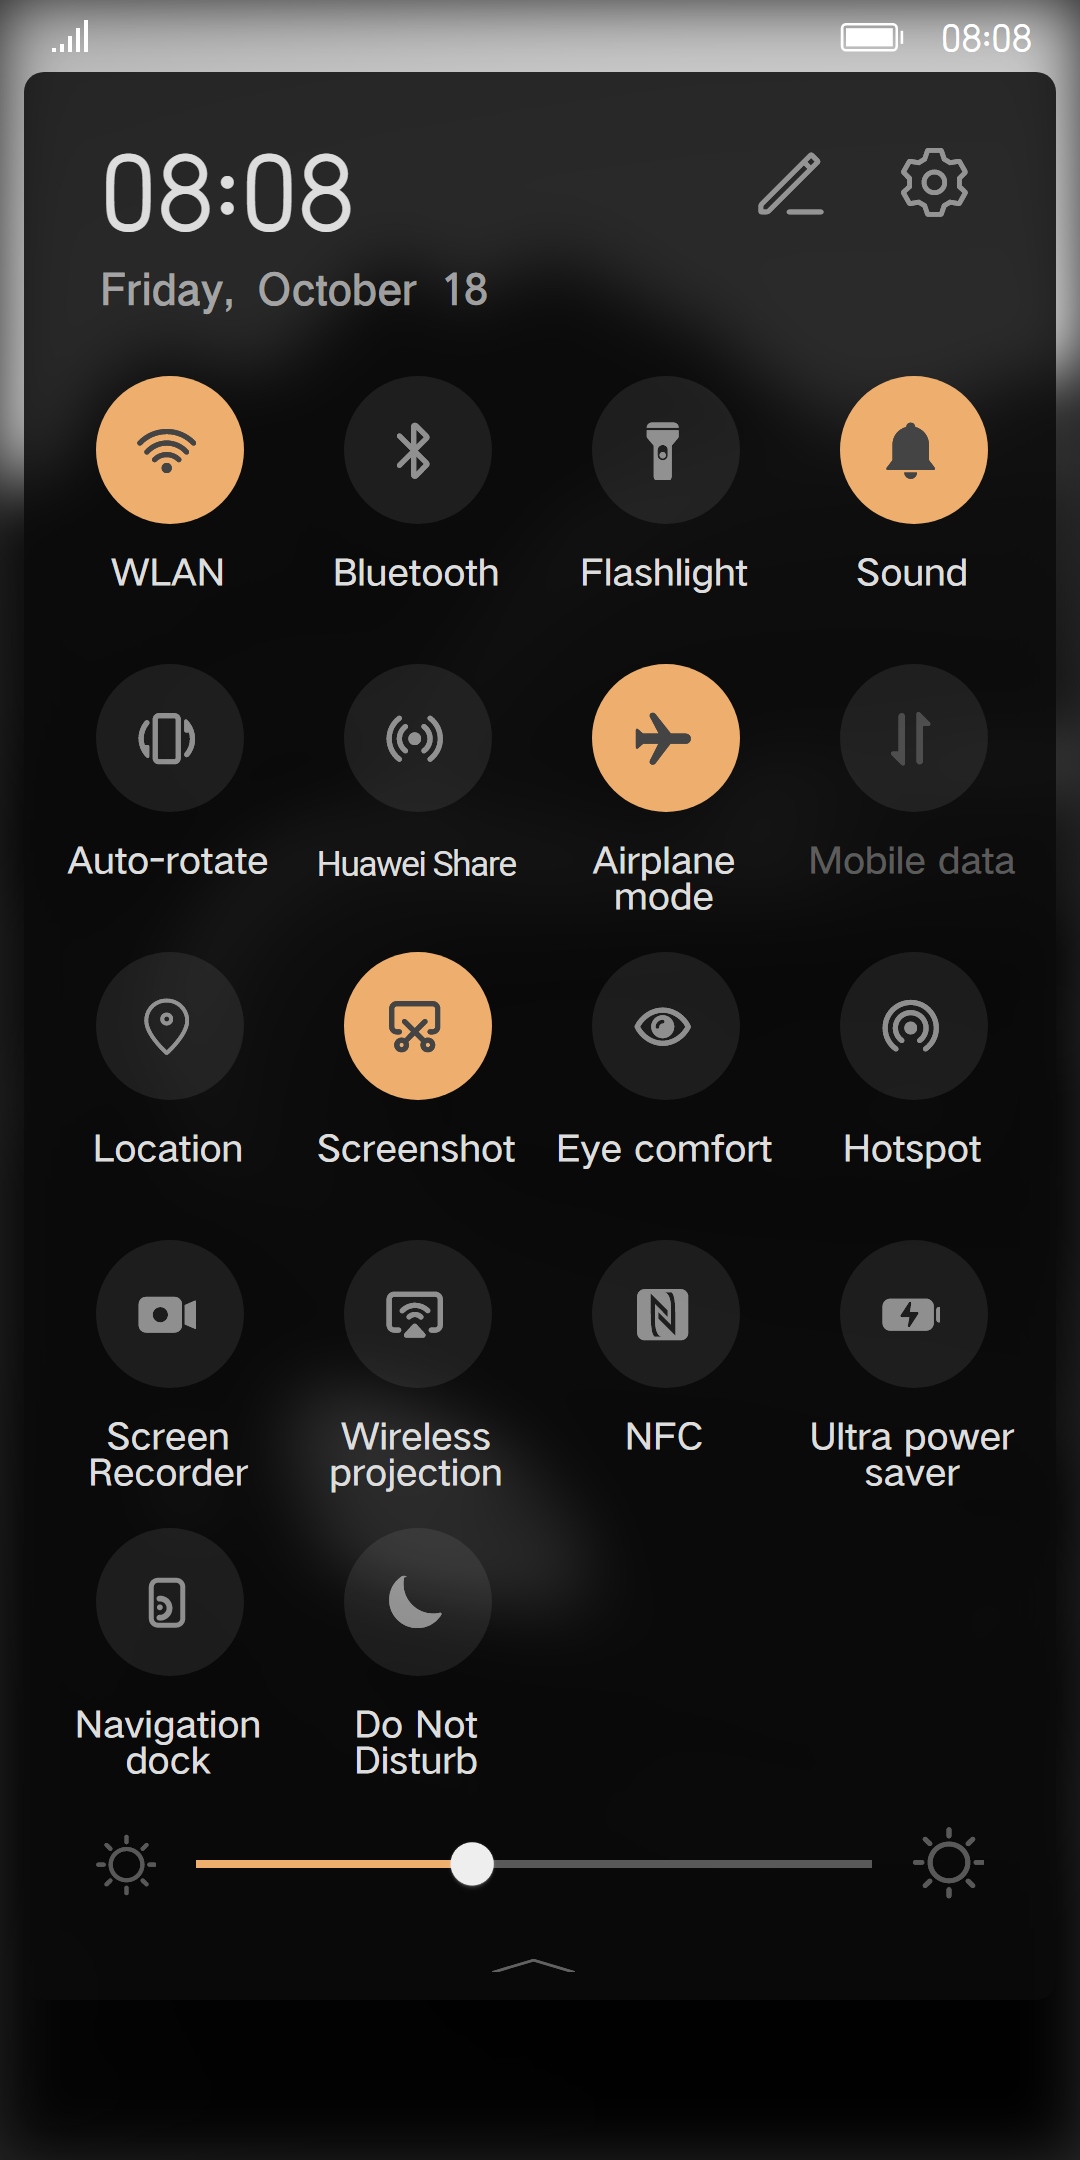 08:08
08:08
Friday, October 18
WLAN
Bluetooth
Flashlight
Sound
Auto-rotate
Huawei Share
Airplane
mode
Mobile data
Location
Screenshot
Eye comfort
Hotspot
Screen
Recorder
Wireless
projection
NFC
Ultra power
saver
Navigation
dock
Do Not
Disturb